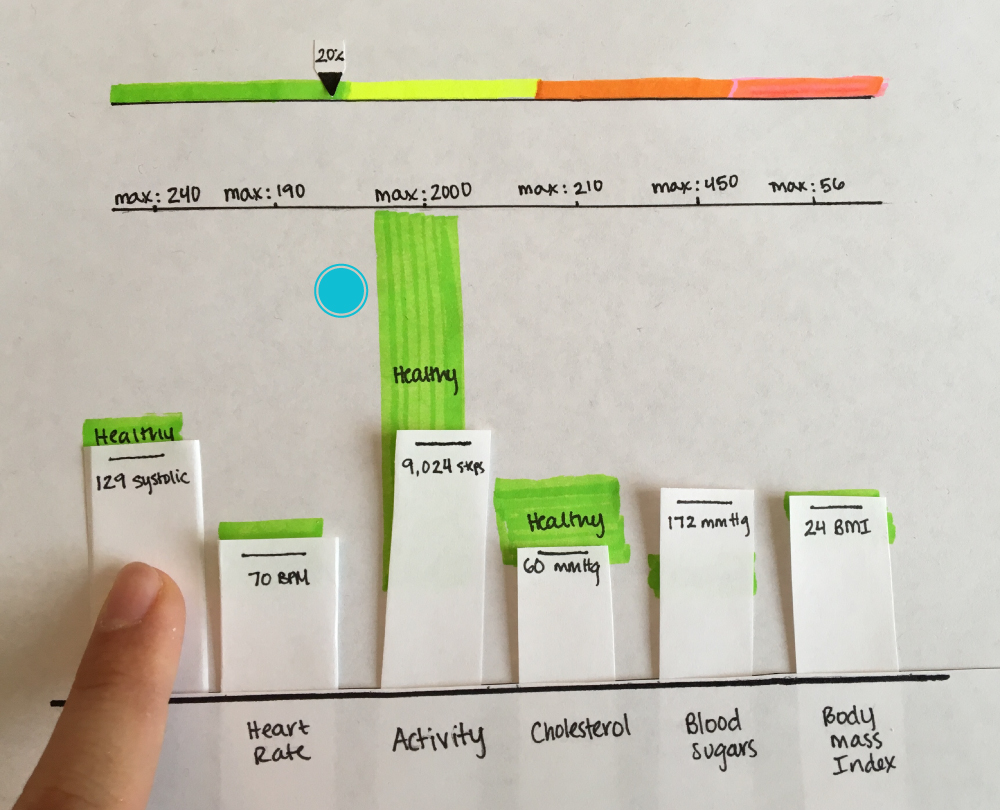 20%
max: 240 max: 190 max: 2000 max: 210 max: 450 max: 56
Healthy
Healthy
129 systolic
9,024 steps
Healthy
172 mmHg
24 BMI
70 BPM
60 mmHg
Heart
Rate
Activity
Cholesterol
Blood
Sugars
Body
Mass
Index